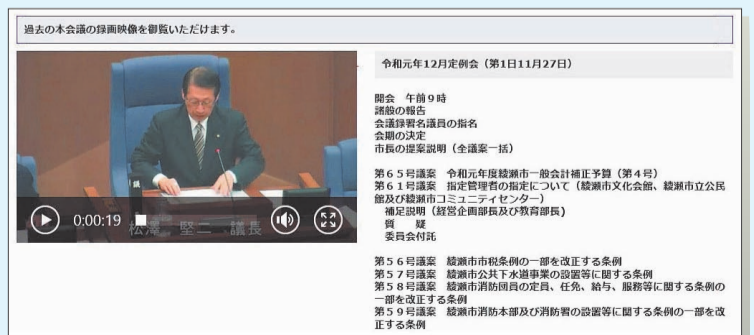 過去の本会議の録画映像を御覧いただけます。
0:00:19
松澤 堅二 議長
令和元年12月定例会（第1日11月27日）
開会　午前９時
諸般の報告
会議録署名議員の指名
会期の決定
市長の提案説明（全議案一括）
第６５号議案　令和元年度綾瀬市一般会計補正予算（第４号）
第６１号議案　指定管理者の指定について（綾瀬市文化会館、綾瀬市立公民
館及び綾瀬市コミュニティセンター）
補足説明（経営企画部長及び教育部長）
質　　疑
委員会付託
第５６号議案　綾瀬市市税条例の一部を改正する条例
第５７号議案　綾瀬市公共下水道事業の設置等に関する条例
第５８号議案　綾瀬市消防団員の定員、任免、給与、服務等に関する条例の
一部を改正する条例
第５９号議案　綾瀬市消防本部及び消防署の設置等に関する条例の一部を改
正する条例